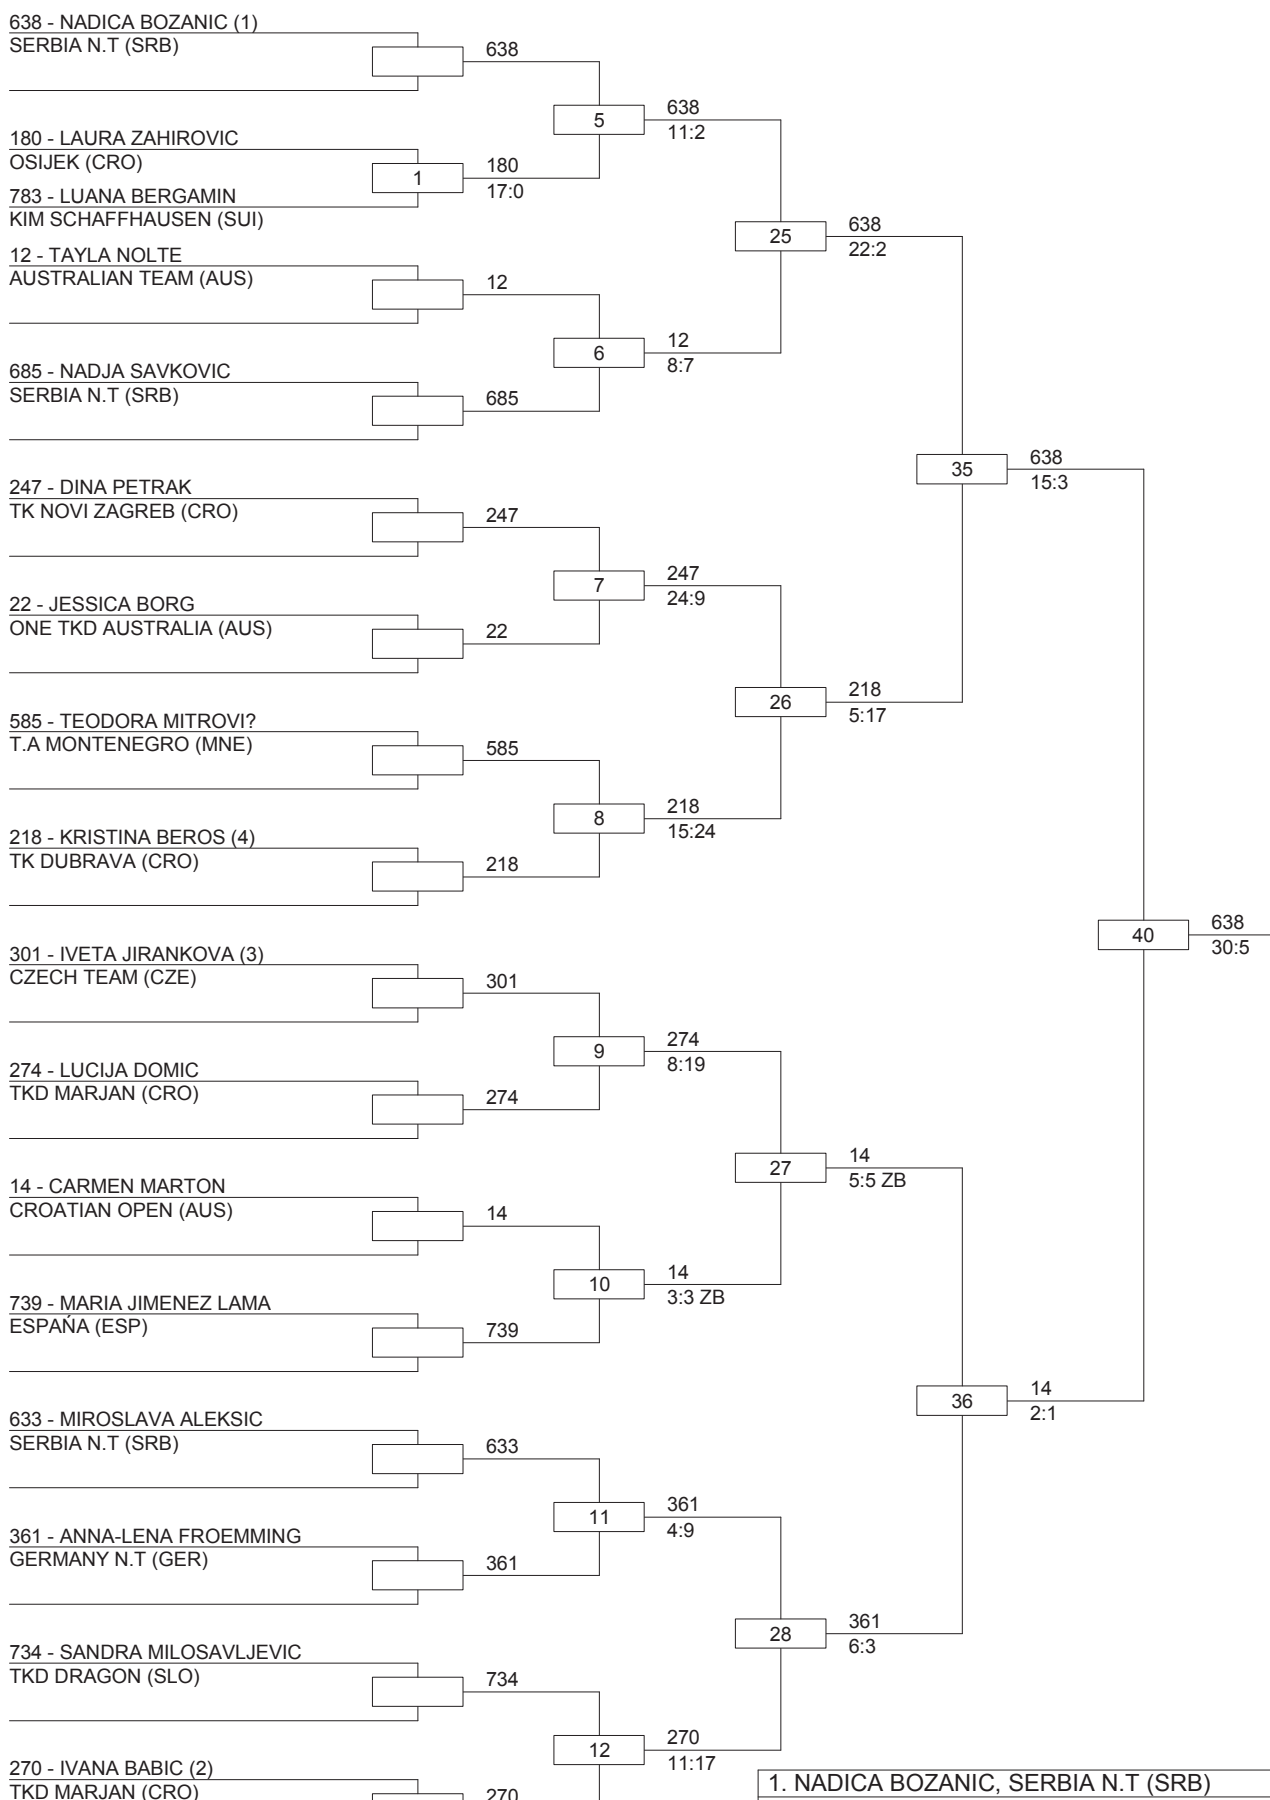 638 - NADICA BOZANIC (1)
SERBIA N.T (SRB)
638
5
638
11:2
180 - LAURA ZAHIROVIC
OSIJEK (CRO)
1
180
17:0
783 - LUANA BERGAMIN
KIM SCHAFFHAUSEN (SUI)
25
638
22:2
12 - TAYLA NOLTE
AUSTRALIAN TEAM (AUS)
12
6
12
8:7
685 - NADJA SAVKOVIC
SERBIA N.T (SRB)
685
35
638
15:3
247 - DINA PETRAK
TK NOVI ZAGREB (CRO)
247
7
247
24:9
22 - JESSICA BORG
ONE TKD AUSTRALIA (AUS)
22
26
218
5:17
585 - TEODORA MITROVI?
T.A MONTENEGRO (MNE)
585
8
218
15:24
218 - KRISTINA BEROS (4)
TK DUBRAVA (CRO)
218
40
638
30:5
301 - IVETA JIRANKOVA (3)
CZECH TEAM (CZE)
301
9
274
8:19
274 - LUCIJA DOMIC
TKD MARJAN (CRO)
274
27
14
5:5 ZB
14 - CARMEN MARTON
CROATIAN OPEN (AUS)
14
10
14
3:3 ZB
739 - MARIA JIMENEZ LAMA
ESPAŃA (ESP)
739
36
14
2:1
633 - MIROSLAVA ALEKSIC
SERBIA N.T (SRB)
633
11
361
4:9
361 - ANNA-LENA FROEMMING
GERMANY N.T (GER)
361
28
361
6:3
734 - SANDRA MILOSAVLJEVIC
TKD DRAGON (SLO)
734
12
270
11:17
270 - IVANA BABIC (2)
TKD MARJAN (CRO)
270
1. NADICA BOZANIC, SERBIA N.T (SRB)